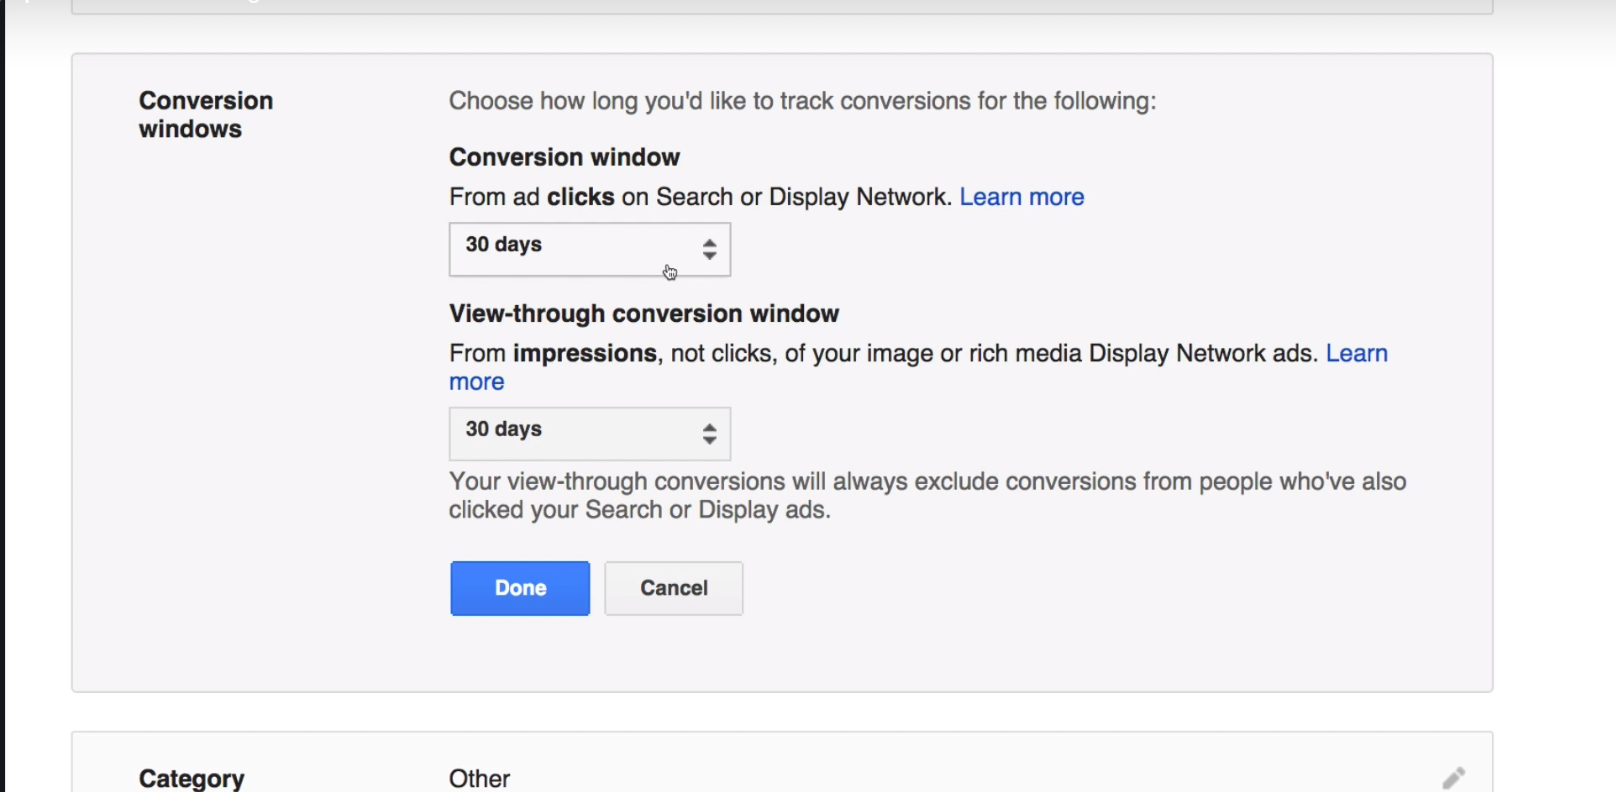 Conversion
windows
Choose how long you'd like to track conversions for the following:
Conversion window
From ad clicks on Search or Display Network. Learn more
30 days
View-through conversion window
From impressions, not clicks, of your image or rich media Display Network ads. Learn
more
30 days
Your view-through conversions will always exclude conversions from people who've also
clicked your Search or Display ads.
Done Cancel
Category Other